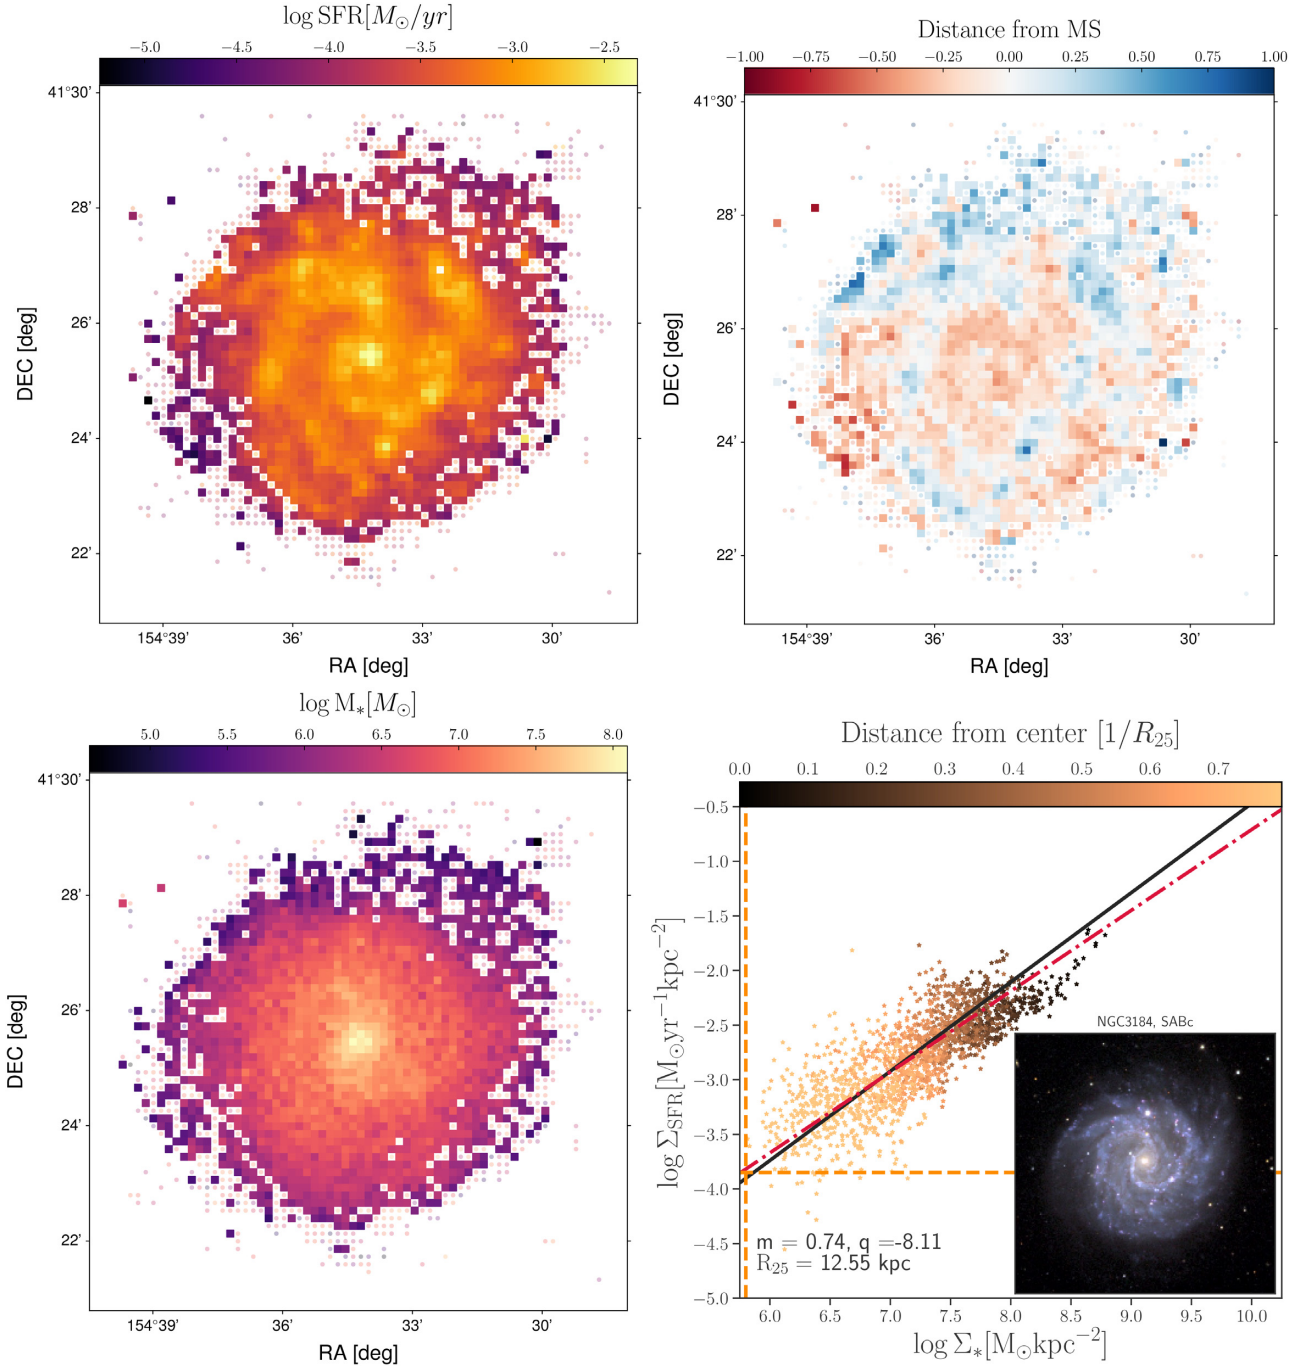 log SFR[M⊙/yr]
−5.0 −4.5 −4.0 −3.5 −3.0 −2.5
41°30'
28'
26'
24'
22'
DEC [deg]
154°39' 36' 33' 30'
RA [deg]
Distance from MS
−1.00 −0.75 −0.50 −0.25 0.00 0.25 0.50 0.75 1.00
41°30'
28'
26'
24'
22'
DEC [deg]
154°39' 36' 33' 30'
RA [deg]
log M*[M⊙]
5.0 5.5 6.0 6.5 7.0 7.5 8.0
41°30'
28'
26'
24'
22'
DEC [deg]
154°39' 36' 33' 30'
RA [deg]
Distance from center [1/R25]
0.0 0.1 0.2 0.3 0.4 0.5 0.6 0.7
−0.5
−1.0
−1.5
−2.0
−2.5
−3.0
−3.5
−4.0
−4.5
−5.0
log ΣSFR[M⊙yr−1kpc−2]
NGC3184, SABc
m = 0.74, q =-8.11
R25 = 12.55 kpc
6.0 6.5 7.0 7.5 8.0 8.5 9.0 9.5 10.0
log Σ*[M⊙kpc−2]